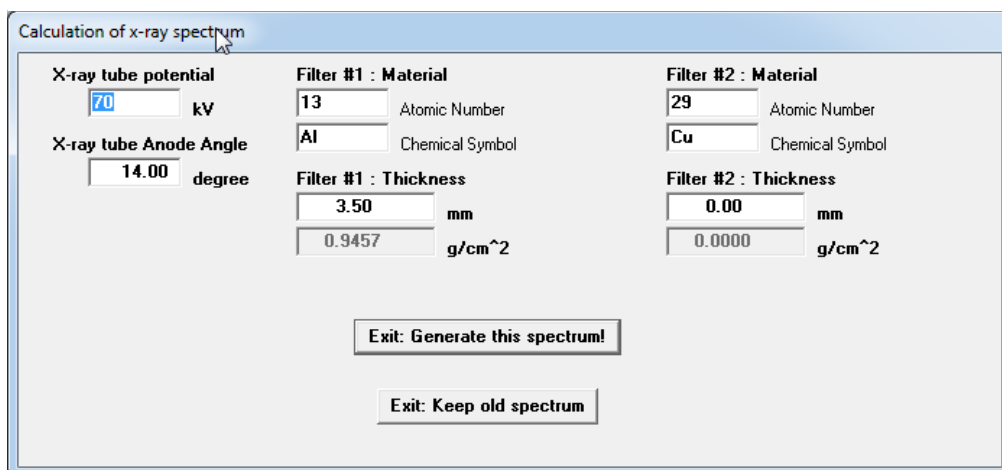 Calculation of x-ray spectrum
X-ray tube potential
70 kV
X-ray tube Anode Angle
14.00 degree
Filter #1 : Material
13 Atomic Number
Al Chemical Symbol
Filter #1 : Thickness
3.50 mm
0.9457 g/cm^2
Filter #2 : Material
29 Atomic Number
Cu Chemical Symbol
Filter #2 : Thickness
0.00 mm
0.0000 g/cm^2
Exit: Generate this spectrum!
Exit: Keep old spectrum